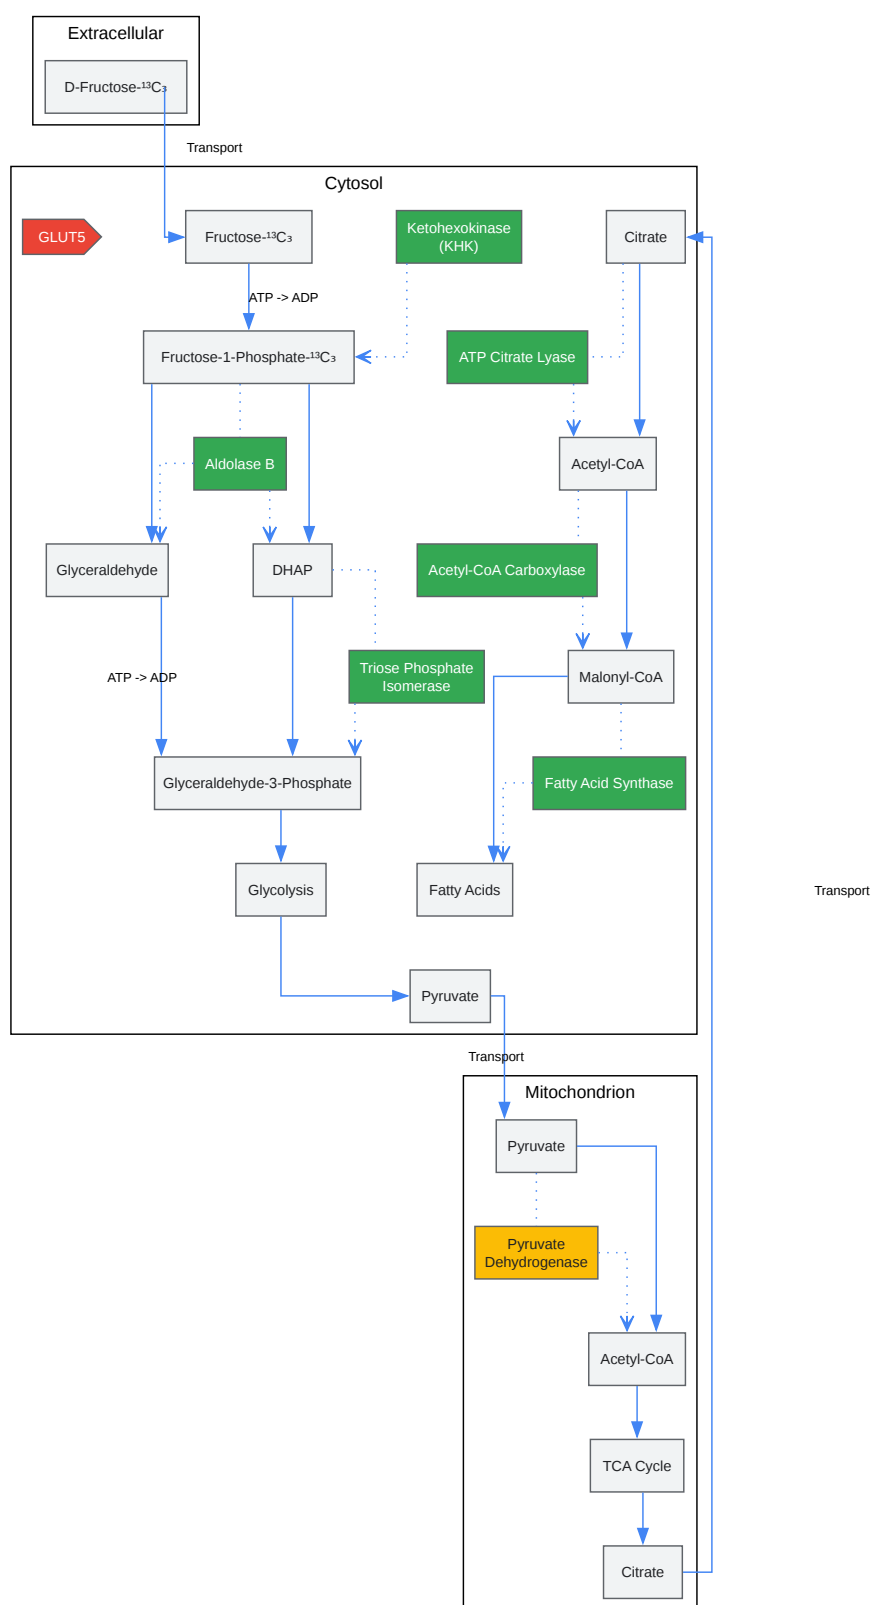 Extracellular
D-Fructose-¹³C₃
Transport
Cytosol
GLUT5
Fructose-¹³C₃
Ketohexokinase
(KHK)
Citrate
ATP -> ADP
Fructose-1-Phosphate-¹³C₃
ATP Citrate Lyase
Aldolase B
Acetyl-CoA
Glyceraldehyde
DHAP
Acetyl-CoA Carboxylase
ATP -> ADP
Triose Phosphate
Isomerase
Malonyl-CoA
Glyceraldehyde-3-Phosphate
Fatty Acid Synthase
Glycolysis
Fatty Acids
Transport
Pyruvate
Transport
Mitochondrion
Pyruvate
Pyruvate
Dehydrogenase
Acetyl-CoA
TCA Cycle
Citrate